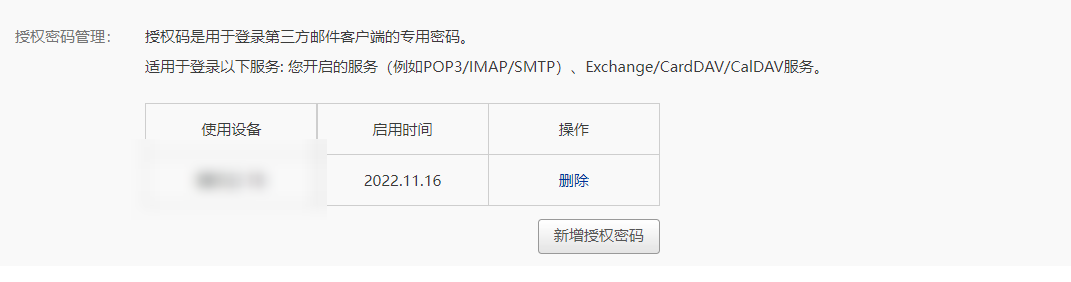 授权密码管理：
授权码是用于登录第三方邮件客户端的专用密码。
适用于登录以下服务: 您开启的服务（例如POP3/IMAP/SMTP）、Exchange/CardDAV/CalDAV服务。
使用设备 启用时间 操作
2022.11.16 删除
新增授权密码